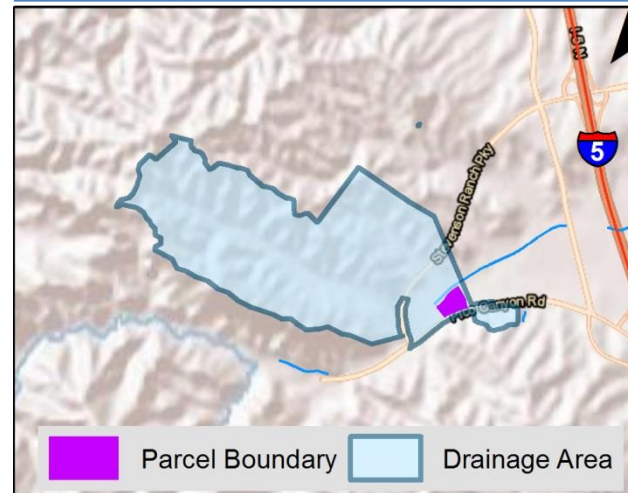 5
Stevenson Ranch Pky
Pico Canyon Rd
Parcel Boundary
Drainage Area